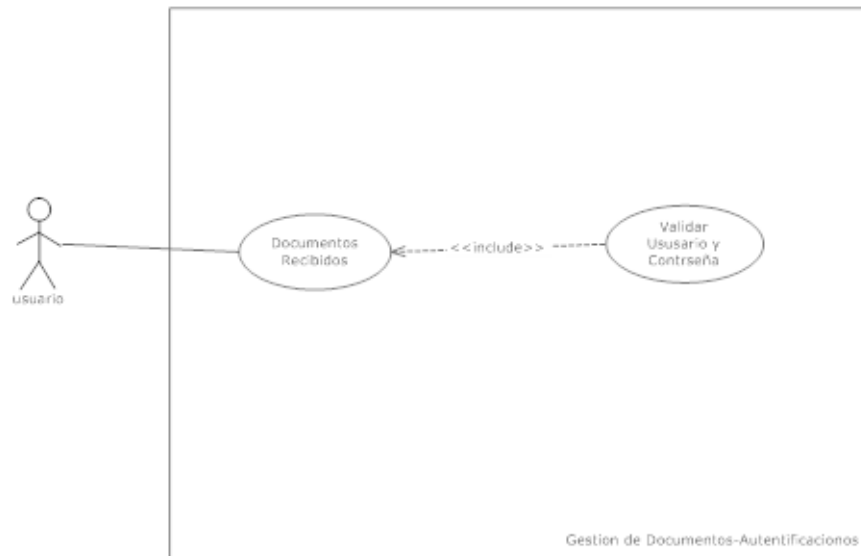 usuario
Documentos
Recibidos
<<include>>
Validar
Ususario y
Contrseña
Gestion de Documentos-Autentificacionos